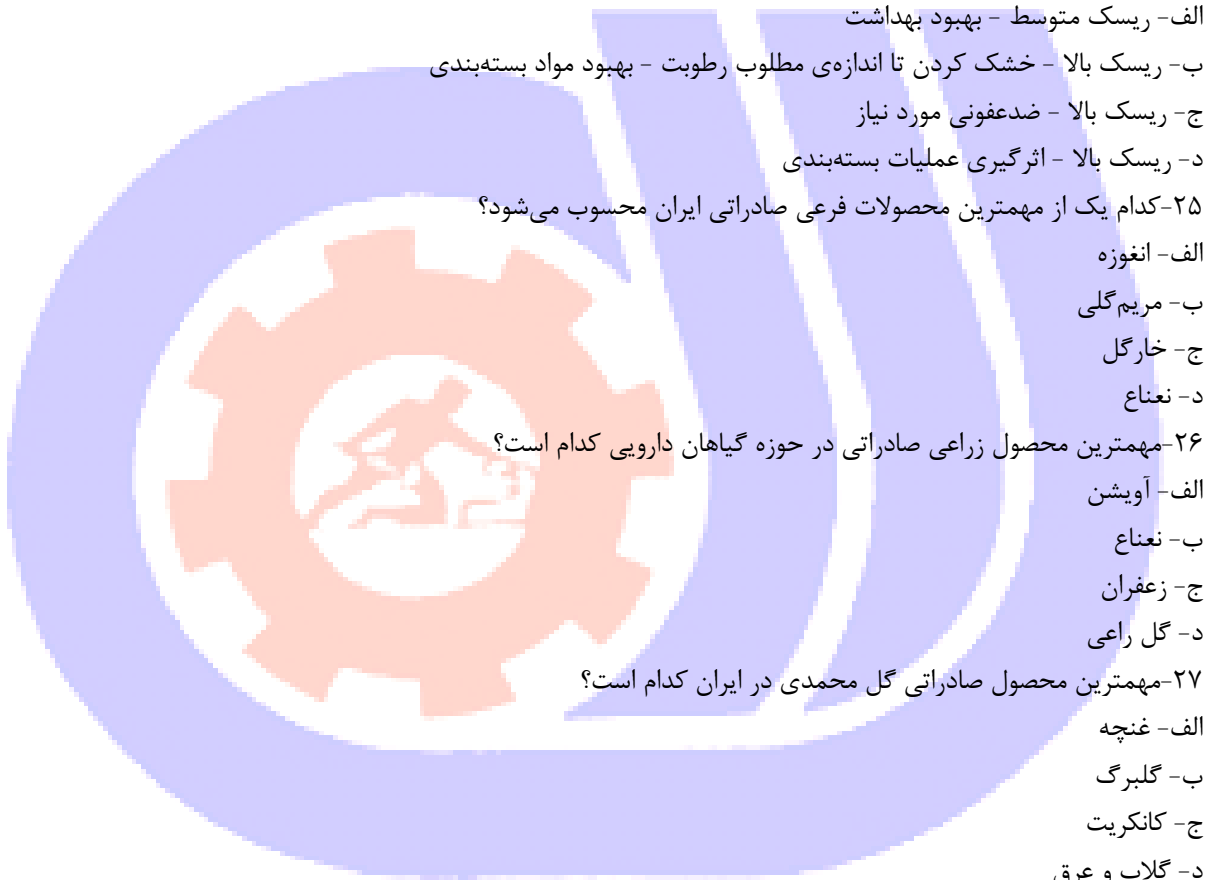 الف- ریسک متوسط - بهبود بهداشت
ب- ریسک بالا - خشک کردن تا اندازه‌ی مطلوب رطوبت - بهبود مواد بسته‌بندی
ج- ریسک بالا - ضدعفونی مورد نیاز
د- ریسک بالا - اثرگیری عملیات بسته‌بندی
۲۵-کدام یک از مهمترین محصولات فرعی صادراتی ایران محسوب می‌شود؟
الف- انغوزه
ب- مریم‌گلی
ج- خارگل
د- نعناع
۲۶-مهمترین محصول زراعی صادراتی در حوزه گیاهان دارویی کدام است؟
الف- آویشن
ب- نعناع
ج- زعفران
د- گل راعی
۲۷-مهمترین محصول صادراتی گل محمدی در ایران کدام است؟
الف- غنچه
ب- گلبرگ
ج- کانکریت
د- گلاب و عرق